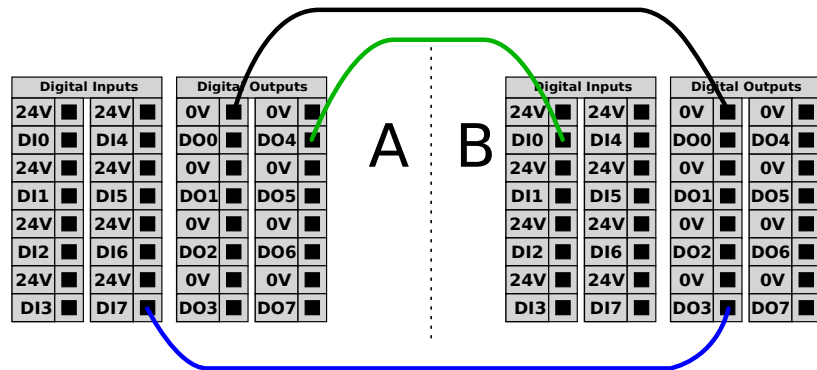 Digital Inputs Digital Outputs Digital Inputs Digital Outputs
24V 24V 0V 0V 24V 24V 0V 0V
DI0 DI4 DO0 DO4 A B DI0 DI4 DO0 DO4
24V 24V 0V 0V 24V 24V 0V 0V
DI1 DI5 DO1 DO5 DI1 DI5 DO1 DO5
24V 24V 0V 0V 24V 24V 0V 0V
DI2 DI6 DO2 DO6 DI2 DI6 DO2 DO6
24V 24V 0V 0V 24V 24V 0V 0V
DI3 DI7 DO3 DO7 DI3 DI7 DO3 DO7